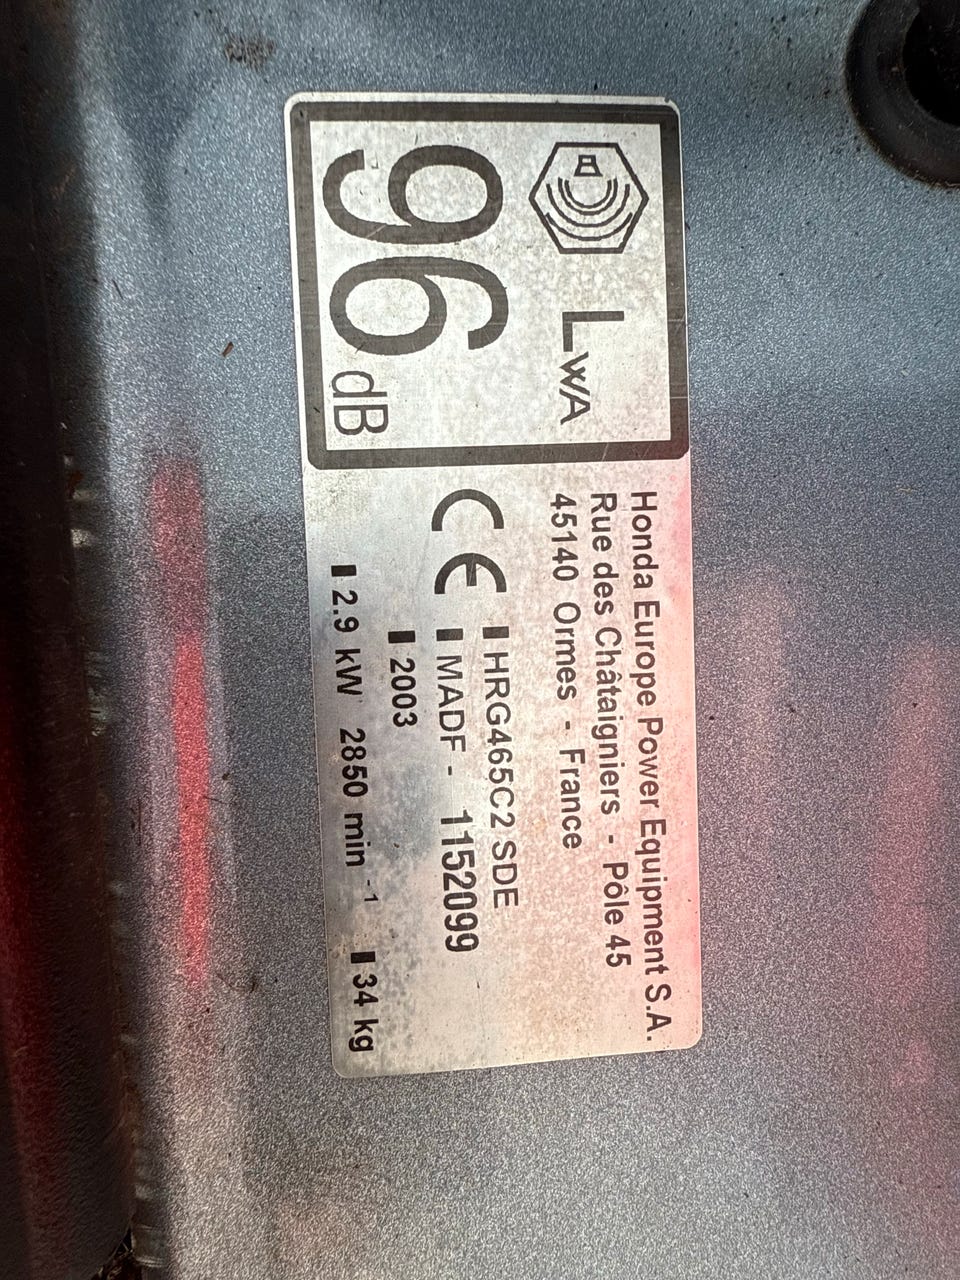 LWA
96 dB
Honda Europe Power Equipment S.A.
Rue des Châtaigniers - Pôle 45
45140 Ormes - France
CE
HRG465C2 SDE
MADF - 1152099
2003
2.9 kW 2850 min -1 34 kg